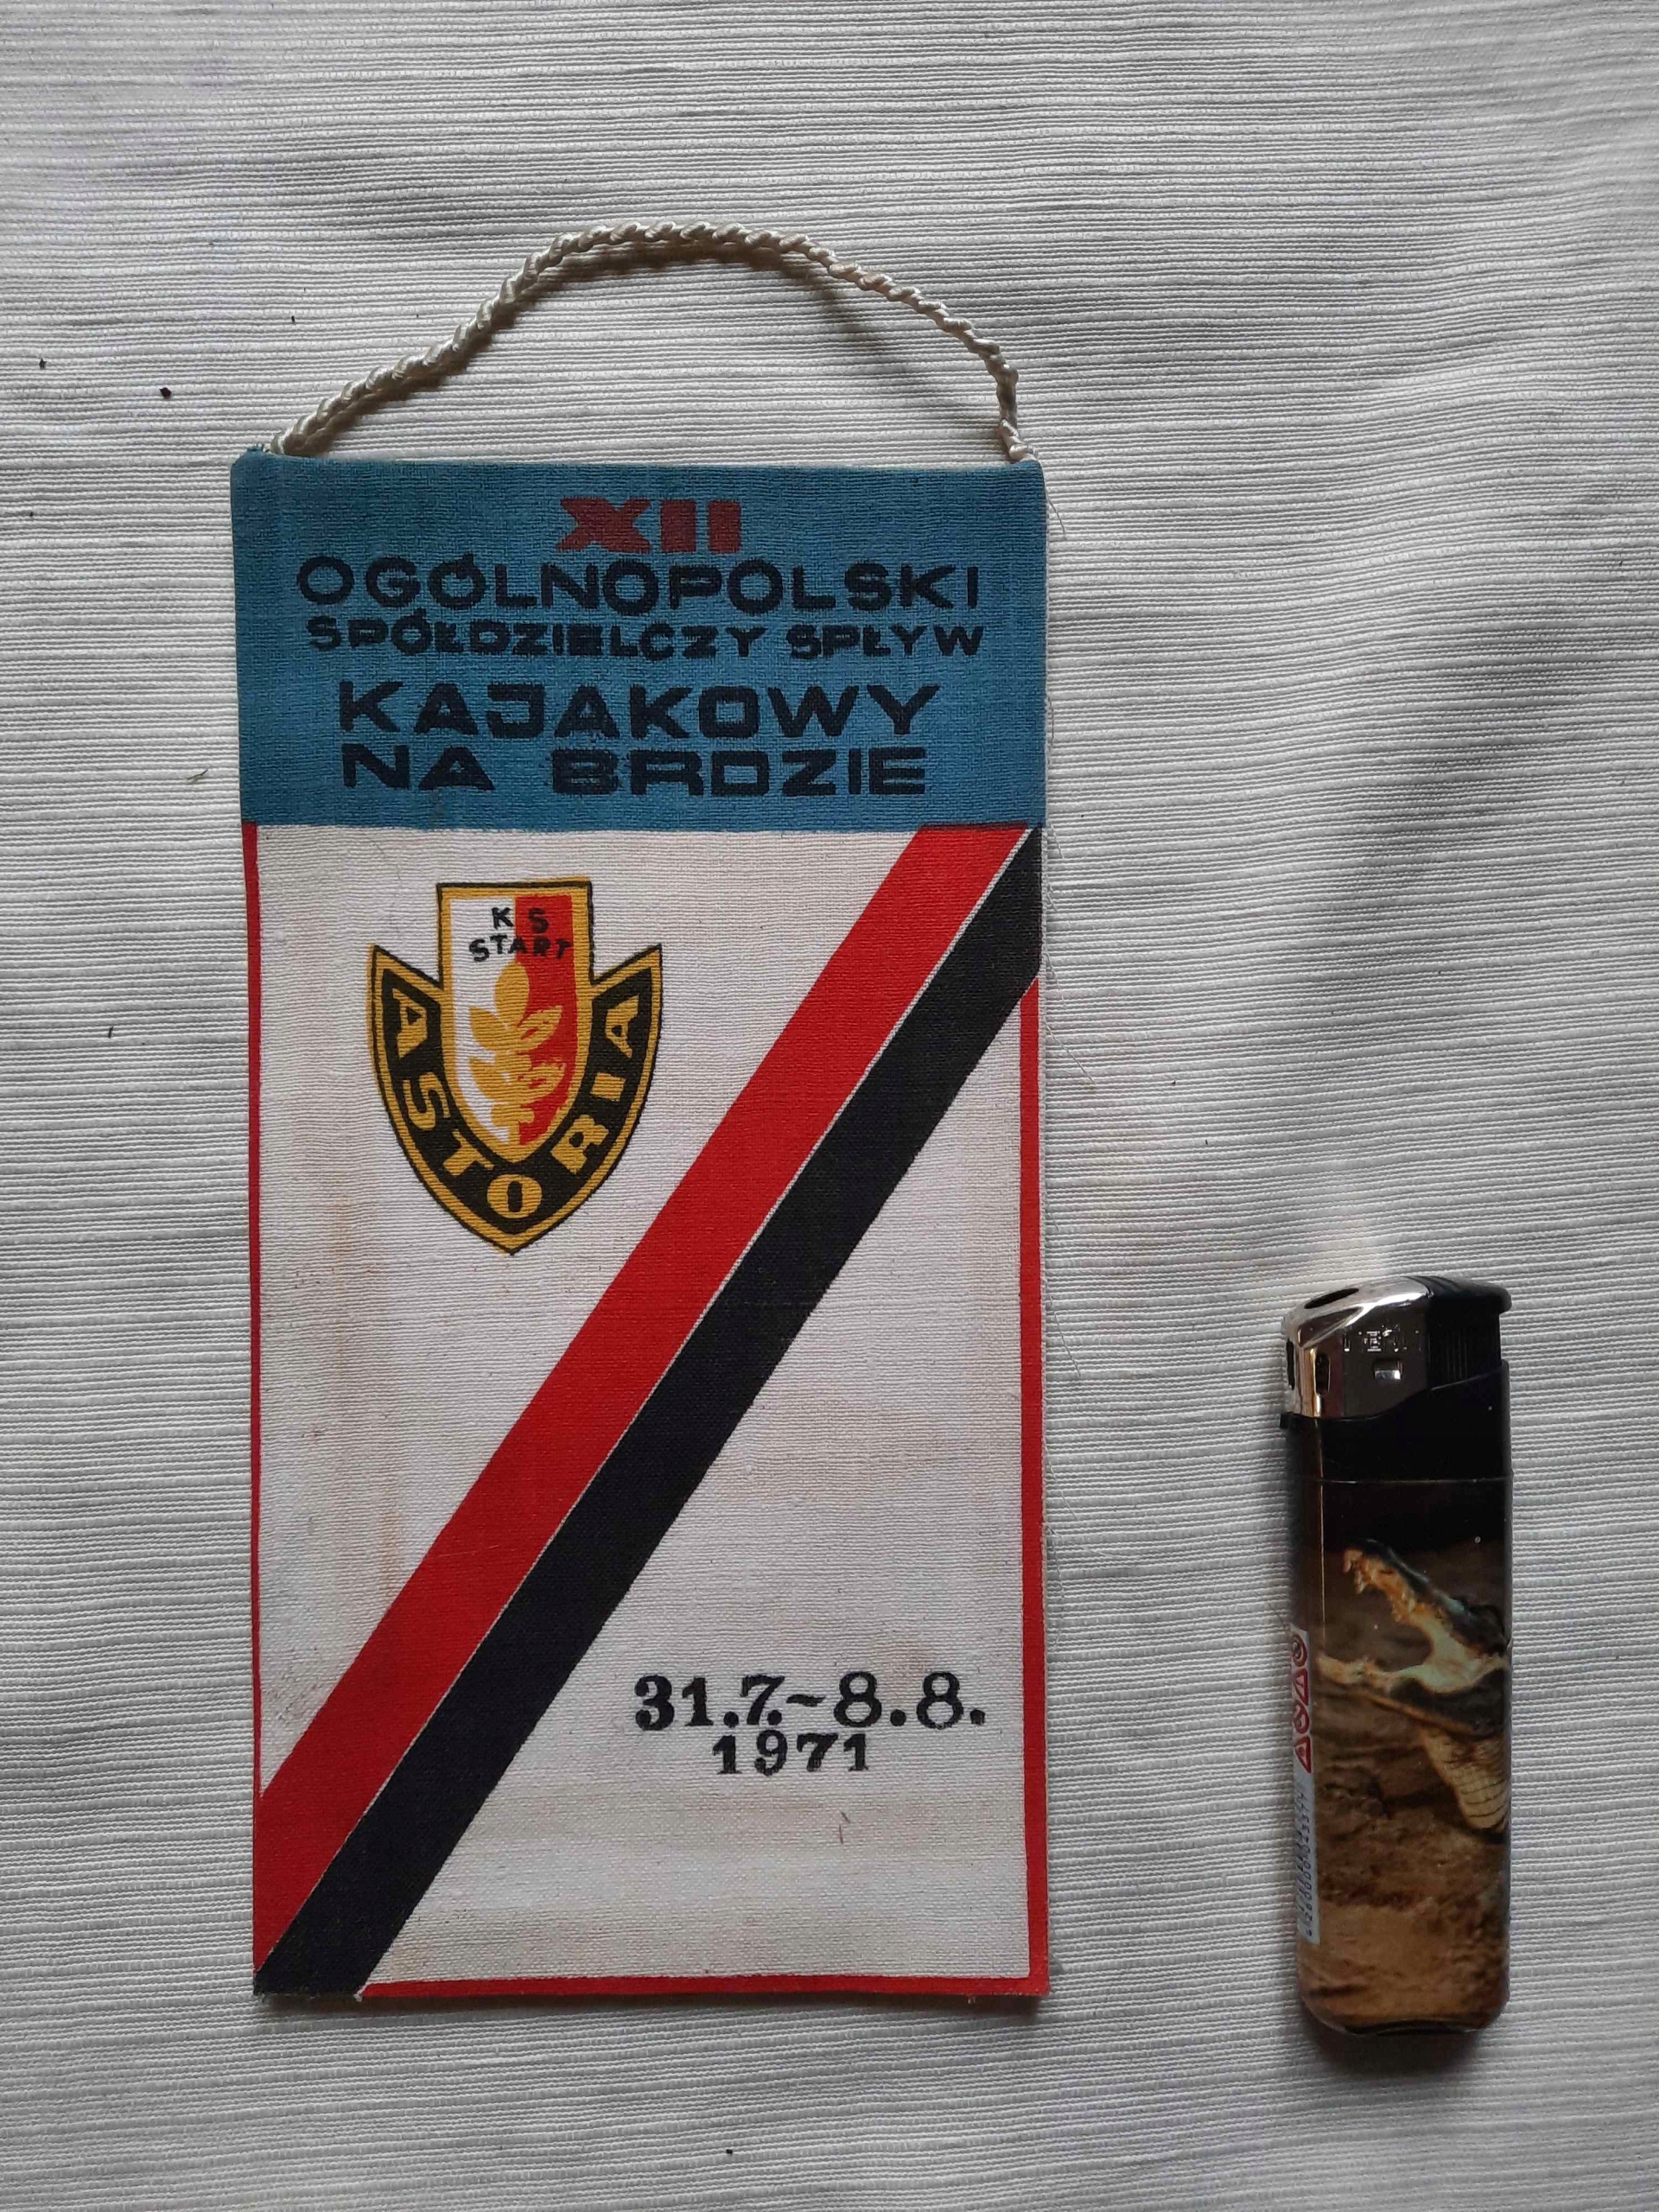 XII
OGÓLNOPOLSKI
SPÓŁDZIELCZY SPŁYW
KAJAKOWY
NA BRDZIE
KS
START
ASTORIA
31.7.~8.8.
1971